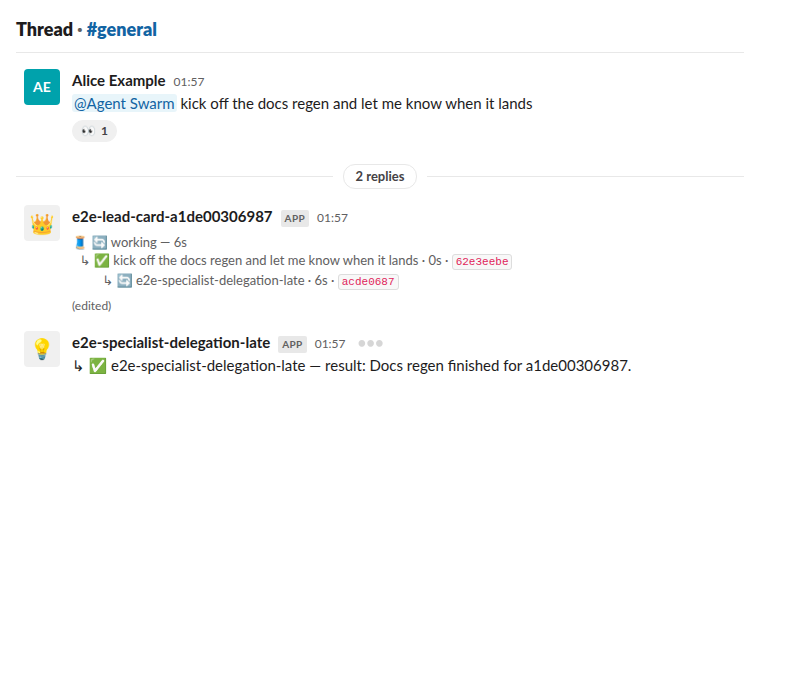 Thread • #general
AE
Alice Example 01:57
@Agent Swarm kick off the docs regen and let me know when it lands
👀 1
2 replies
e2e-lead-card-a1de00306987 APP 01:57
🧵 🔄 working — 6s
↳ ✅ kick off the docs regen and let me know when it lands · 0s · 62e3eebe
↳ 🔄 e2e-specialist-delegation-late · 6s · acde0687
(edited)
e2e-specialist-delegation-late APP 01:57
↳ ✅ e2e-specialist-delegation-late — result: Docs regen finished for a1de00306987.